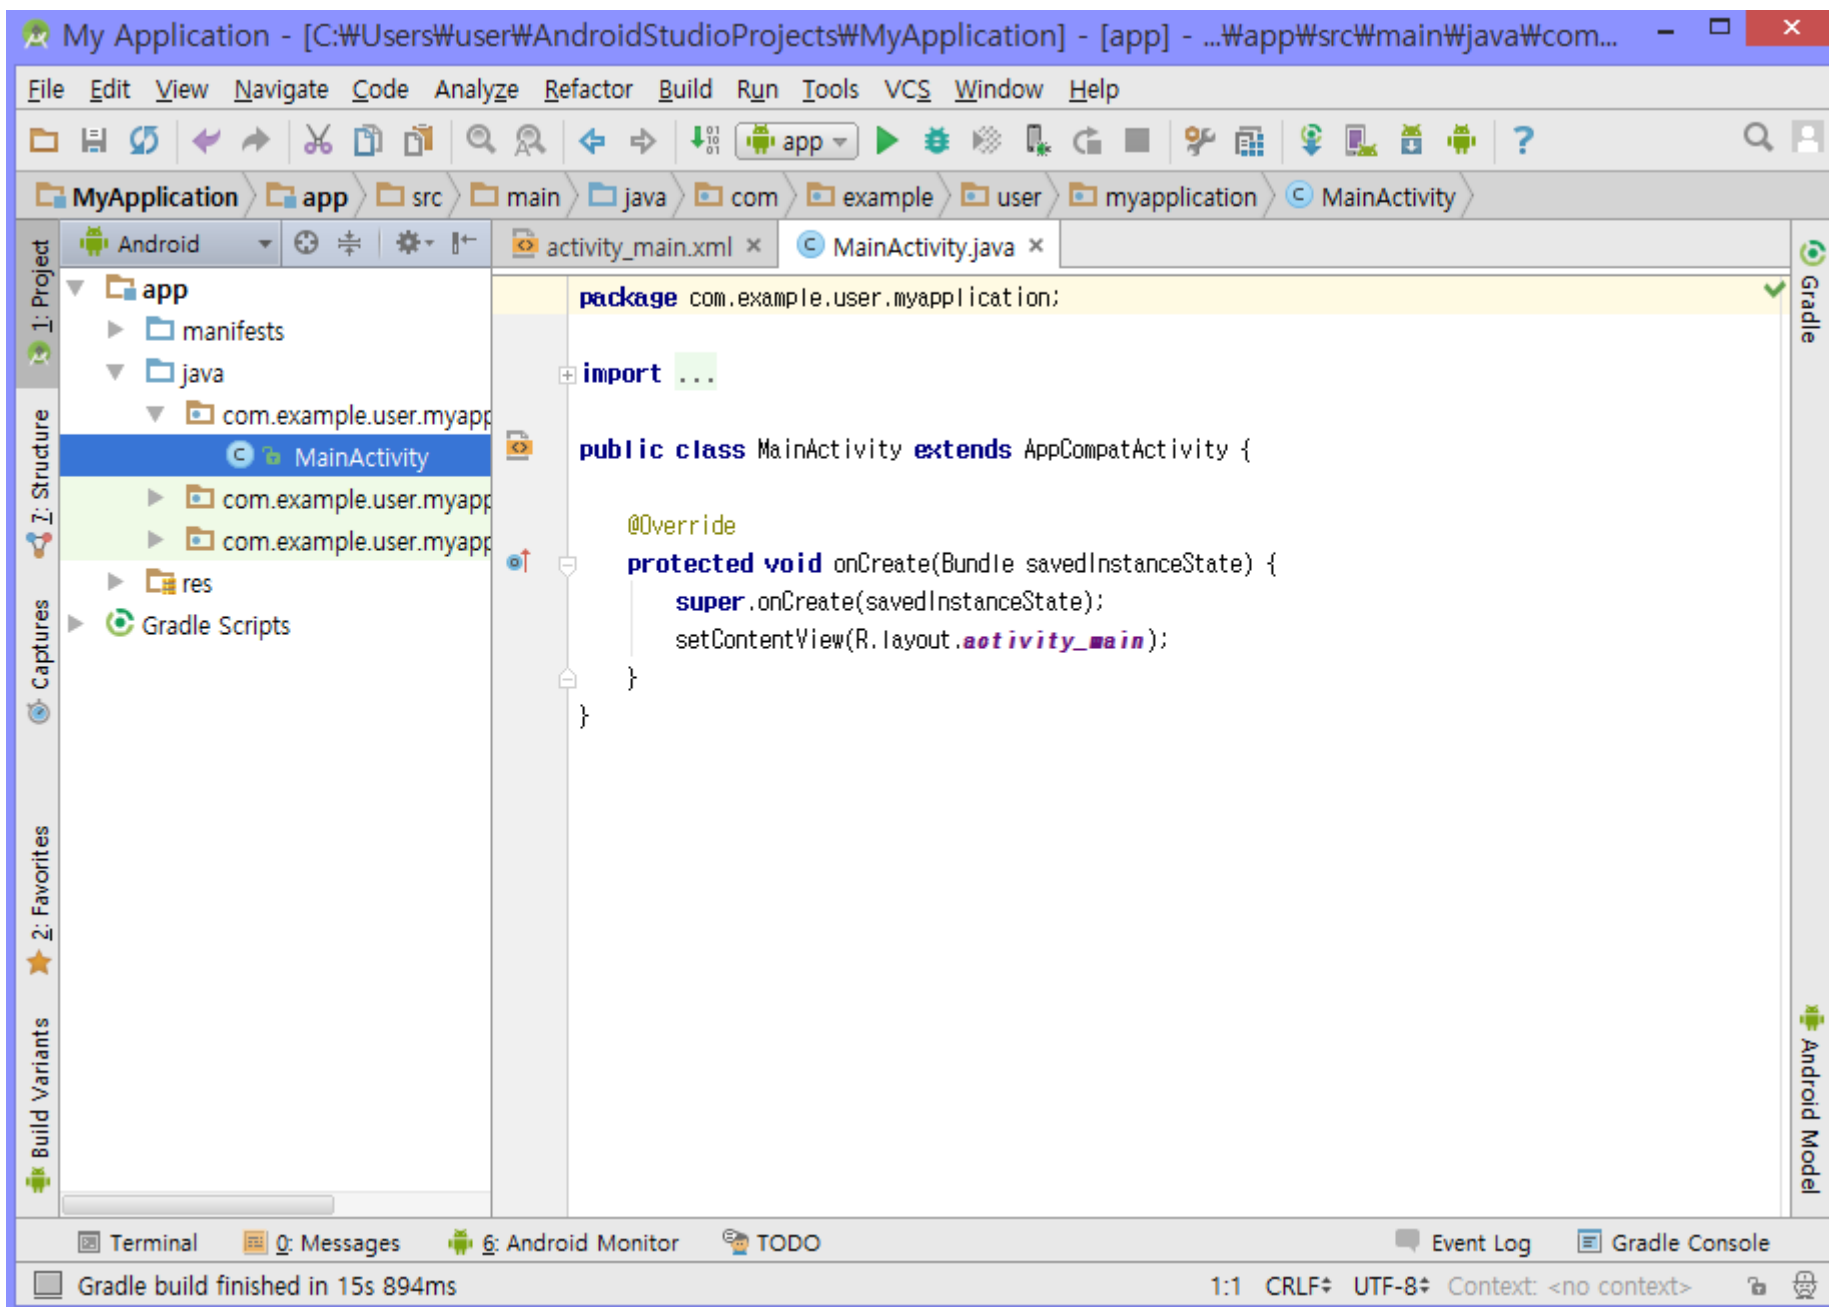 My Application - [C:₩Users₩user₩AndroidStudioProjects₩MyApplication] - [app] - ...₩app₩src₩main₩java₩com...
File Edit View Navigate Code Analyze Refactor Build Run Tools VCS Window Help
app
MyApplication app src main java com example user myapplication MainActivity
Android
activity_main.xml MainActivity.java
1: Project
7: Structure
Captures
2: Favorites
Build Variants
app
manifests
java
com.example.user.myapp
MainActivity
com.example.user.myapp
com.example.user.myapp
res
Gradle Scripts
package com.example.user.myapplication;
import ...
public class MainActivity extends AppCompatActivity {
@Override
protected void onCreate(Bundle savedInstanceState) {
super.onCreate(savedInstanceState);
setContentView(R.layout.activity_main);
}
}
Gradle
Android Model
Terminal 0: Messages 6: Android Monitor TODO Event Log Gradle Console
Gradle build finished in 15s 894ms 1:1 CRLF UTF-8 Context: <no context>